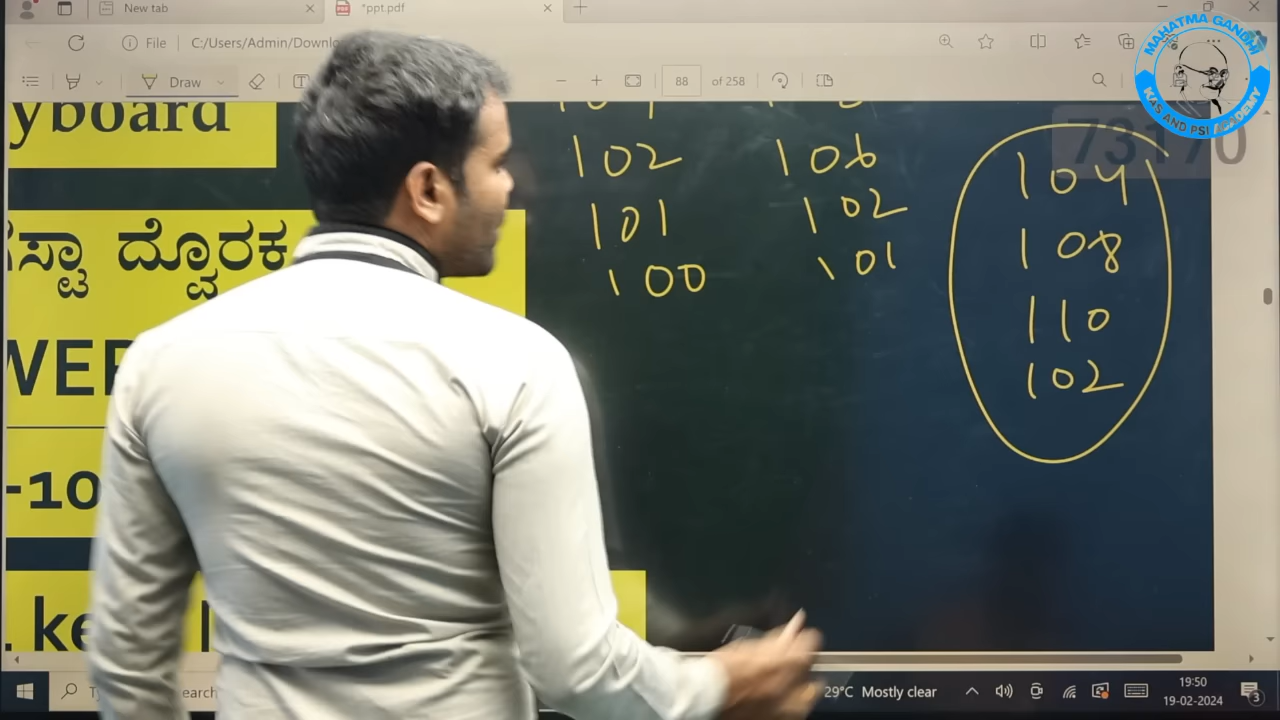 New tab
*ppt.pdf
File
C:/Users/Admin/Downlo
Draw
88 of 258
MAHATMA GANDHI
KAS AND PSI ACADEMY
73170
yboard
102 106 104
101 102 108
100 101 110
102
ಸ್ಟಾ ದ್ವೊರಕ
-10
ke
29°C Mostly clear
19:50
19-02-2024
3